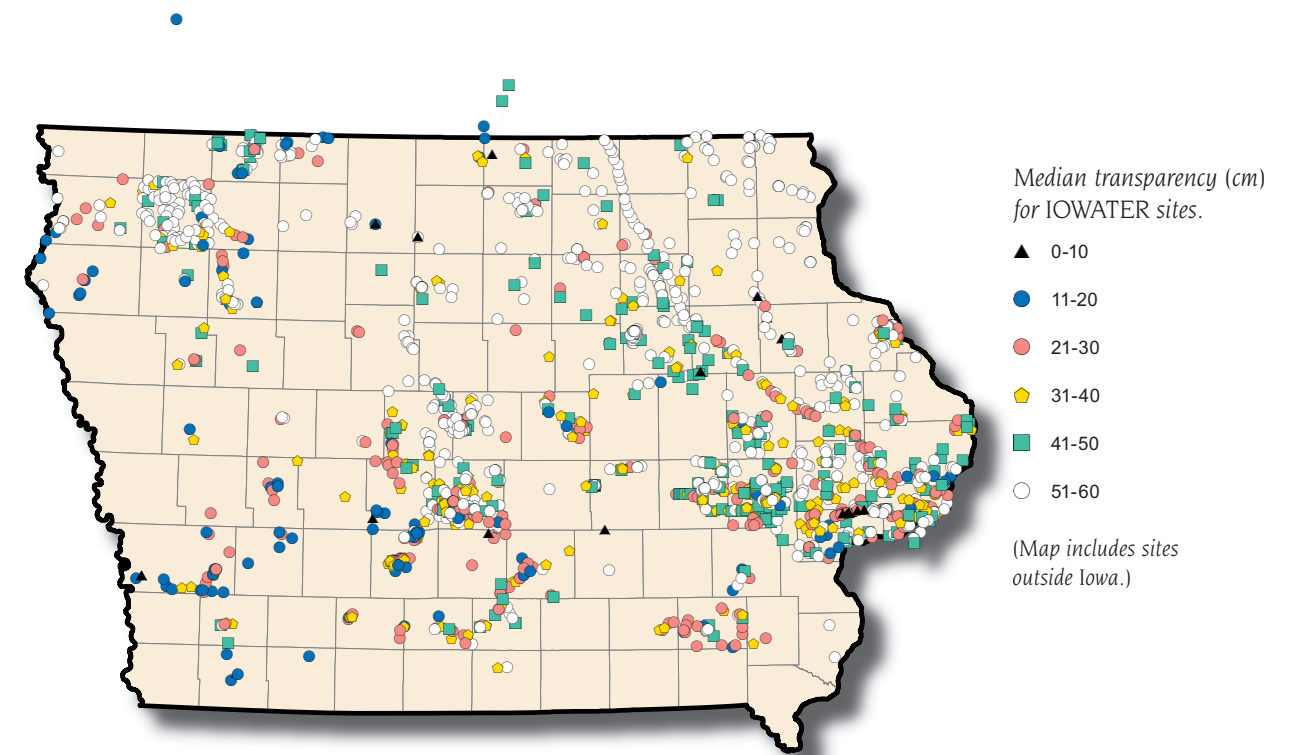 Median transparency (cm)
for IOWATER sites.
0-10
11-20
21-30
31-40
41-50
51-60
(Map includes sites
outside Iowa.)